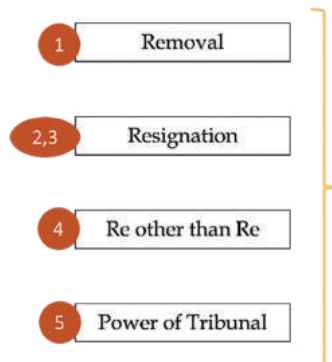 1 Removal
2,3 Resignation
4 Re other than Re
5 Power of Tribunal